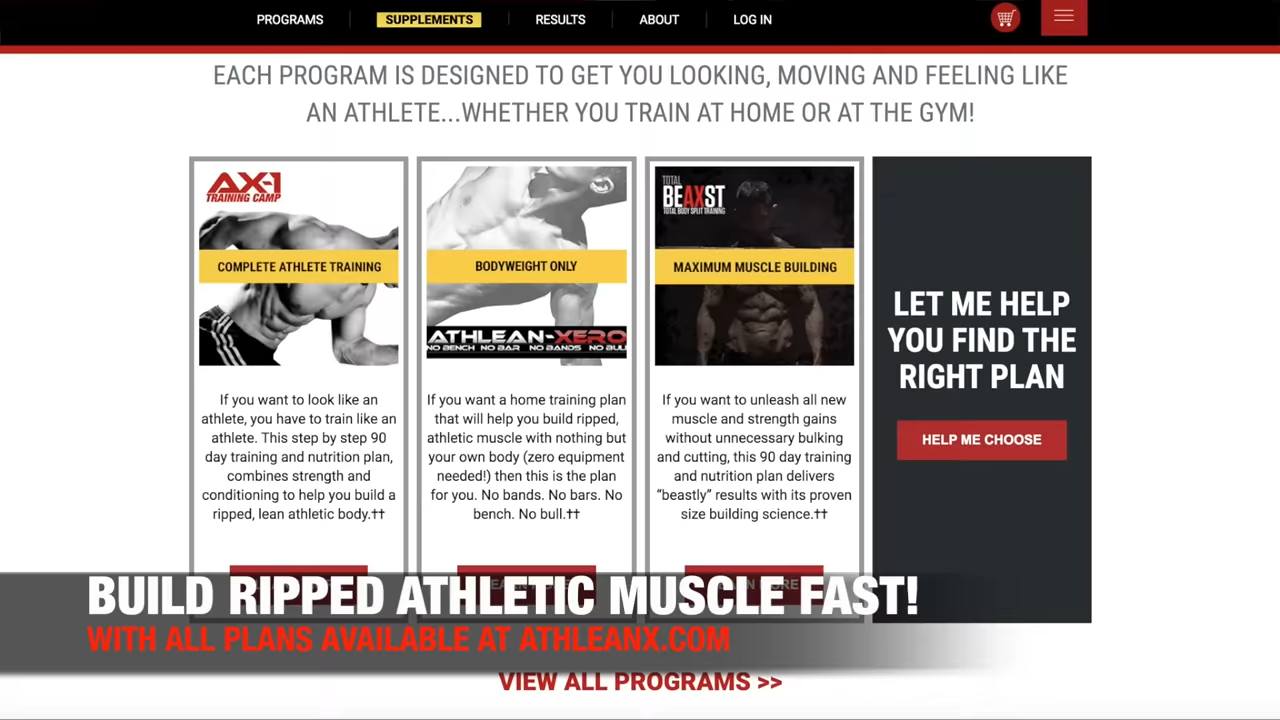 PROGRAMS
SUPPLEMENTS
RESULTS
ABOUT
LOG IN
EACH PROGRAM IS DESIGNED TO GET YOU LOOKING, MOVING AND FEELING LIKE
AN ATHLETE...WHETHER YOU TRAIN AT HOME OR AT THE GYM!
AX-1
TRAINING CAMP
COMPLETE ATHLETE TRAINING
If you want to look like an
athlete, you have to train like an
athlete. This step by step 90
day training and nutrition plan,
combines strength and
conditioning to help you build a
ripped, lean athletic body.††
BODYWEIGHT ONLY
ATHLEAN-XERO
NO BENCH NO BAR NO BANDS NO BULL
If you want a home training plan
that will help you build ripped,
athletic muscle with nothing but
your own body (zero equipment
needed!) then this is the plan
for you. No bands. No bars. No
bench. No bull.††
TOTAL
BEAXST
TOTAL BODY SPLIT TRAINING
MAXIMUM MUSCLE BUILDING
If you want to unleash all new
muscle and strength gains
without unnecessary bulking
and cutting, this 90 day training
and nutrition plan delivers
“beastly” results with its proven
size building science.††
LET ME HELP
YOU FIND THE
RIGHT PLAN
HELP ME CHOOSE
BUILD RIPPED ATHLETIC MUSCLE FAST!
WITH ALL PLANS AVAILABLE AT ATHLEANX.COM
VIEW ALL PROGRAMS >>